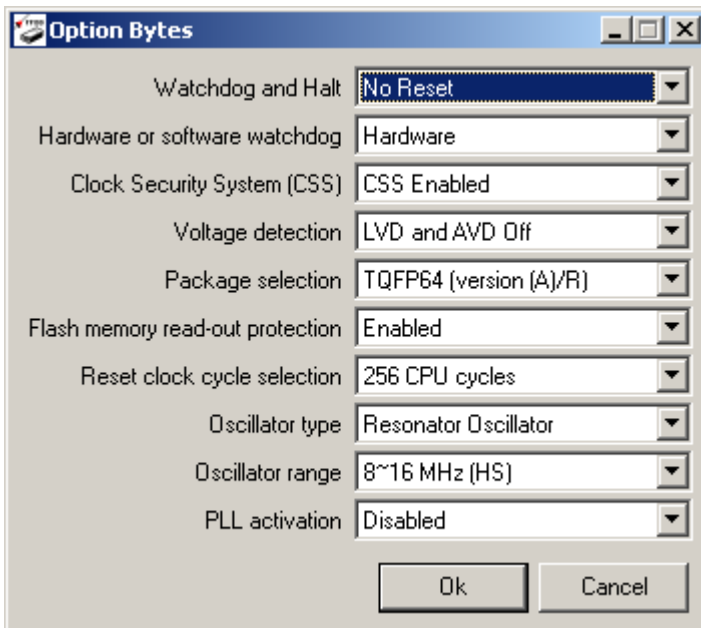 Option Bytes
Watchdog and Halt No Reset
Hardware or software watchdog Hardware
Clock Security System (CSS) CSS Enabled
Voltage detection LVD and AVD Off
Package selection TQFP64 (version (A)/R)
Flash memory read-out protection Enabled
Reset clock cycle selection 256 CPU cycles
Oscillator type Resonator Oscillator
Oscillator range 8~16 MHz (HS)
PLL activation Disabled
Ok Cancel